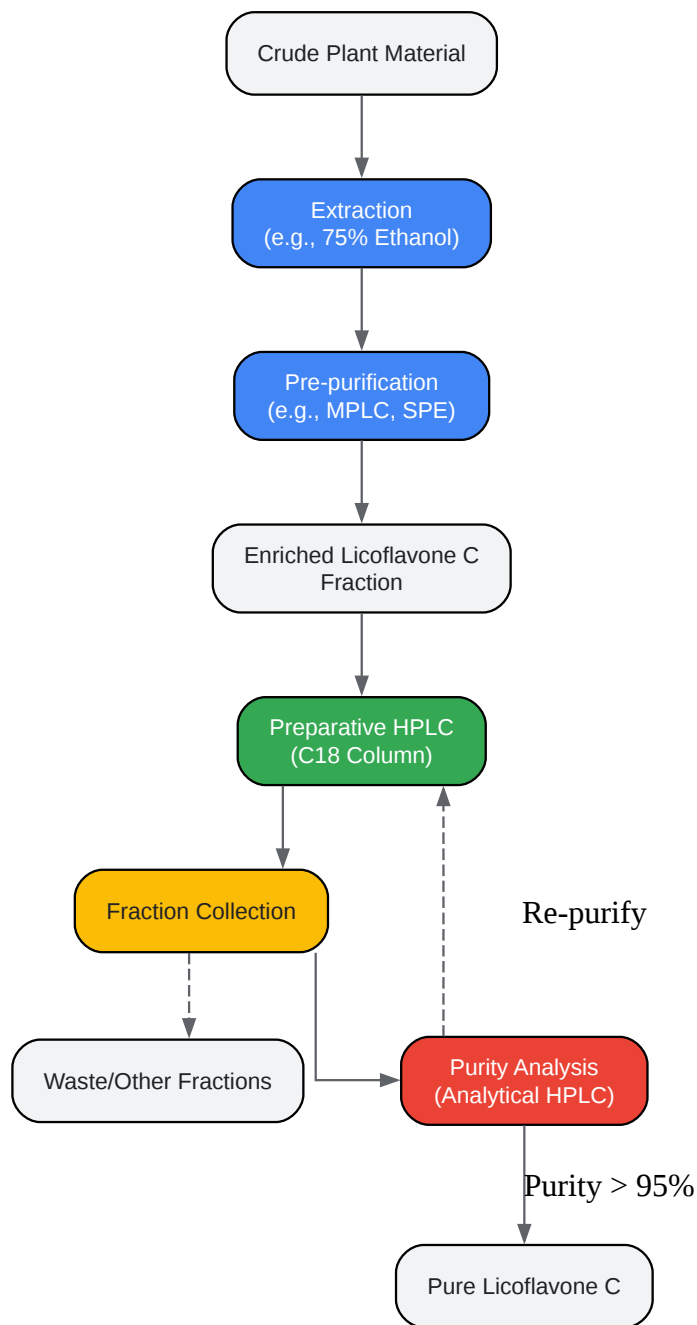 Crude Plant Material
Extraction
(e.g., 75% Ethanol)
Pre-purification
(e.g., MPLC, SPE)
Enriched Licoflavone C
Fraction
Preparative HPLC
(C18 Column)
Fraction Collection
Re-purify
Waste/Other Fractions
Purity Analysis
(Analytical HPLC)
Purity > 95%
Pure Licoflavone C